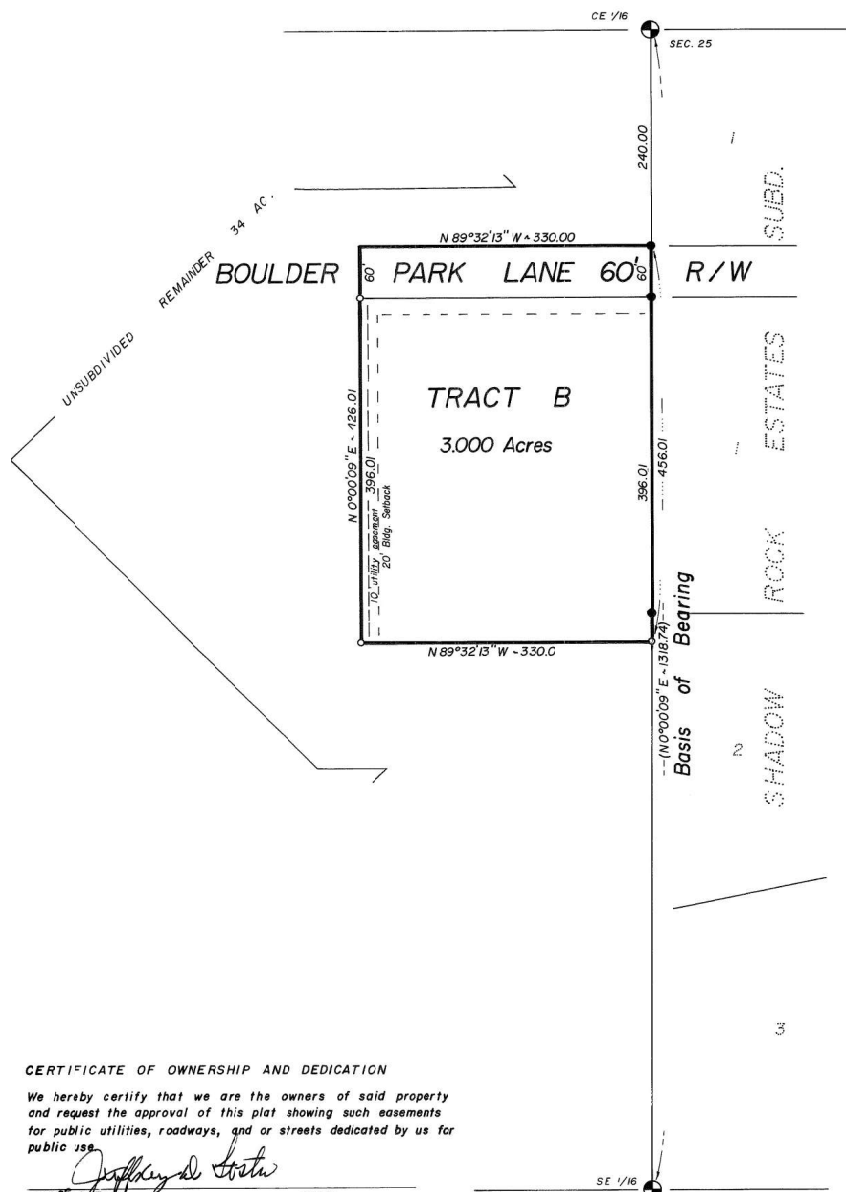 CE 1/16
SEC. 25
240.00
1
SUBD.
UNSUBDIVIDED REMAINDER 34 AC.
N 89°32'13" W ~ 330.00
BOULDER PARK LANE 60' R/W
60'
60'
TRACT B
3.000 Acres
N 0°00'09" E ~ 426.01
396.01
10' utility easement
20' Bldg. Setback
396.01
456.01
1
ESTATES
ROCK
N 89°32'13" W ~ 330.0
(N 0°00'09" E ~ 1318.74)
Basis of Bearing
2
SHADOW
3
CERTIFICATE OF OWNERSHIP AND DEDICATION
We hereby certify that we are the owners of said property
and request the approval of this plat showing such easements
for public utilities, roadways, and or streets dedicated by us for
public use
SE 1/16